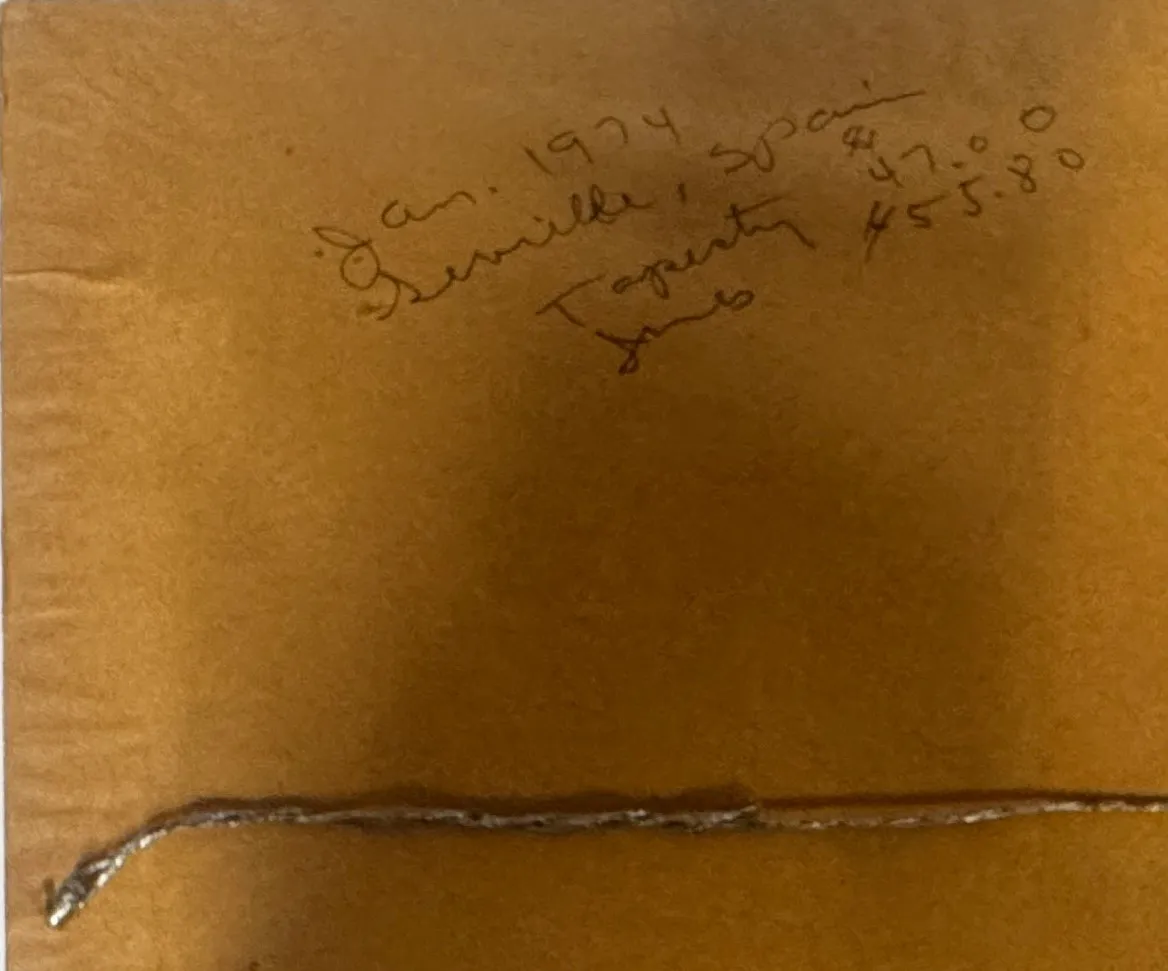 Jan. 1974
Seville, Spain
Tapestry $47.00
$55.80